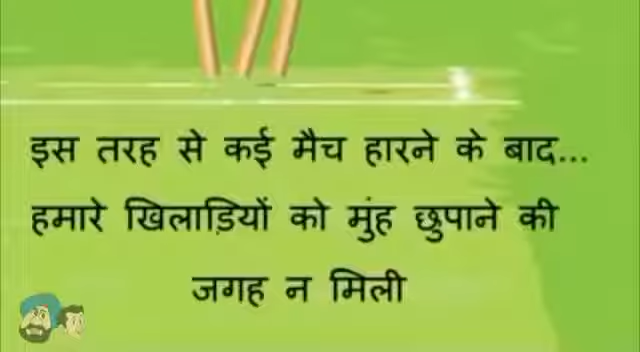 इस तरह से कई मैच हारने के बाद...
हमारे खिलाड़ियों को मुंह छुपाने की
जगह न मिली